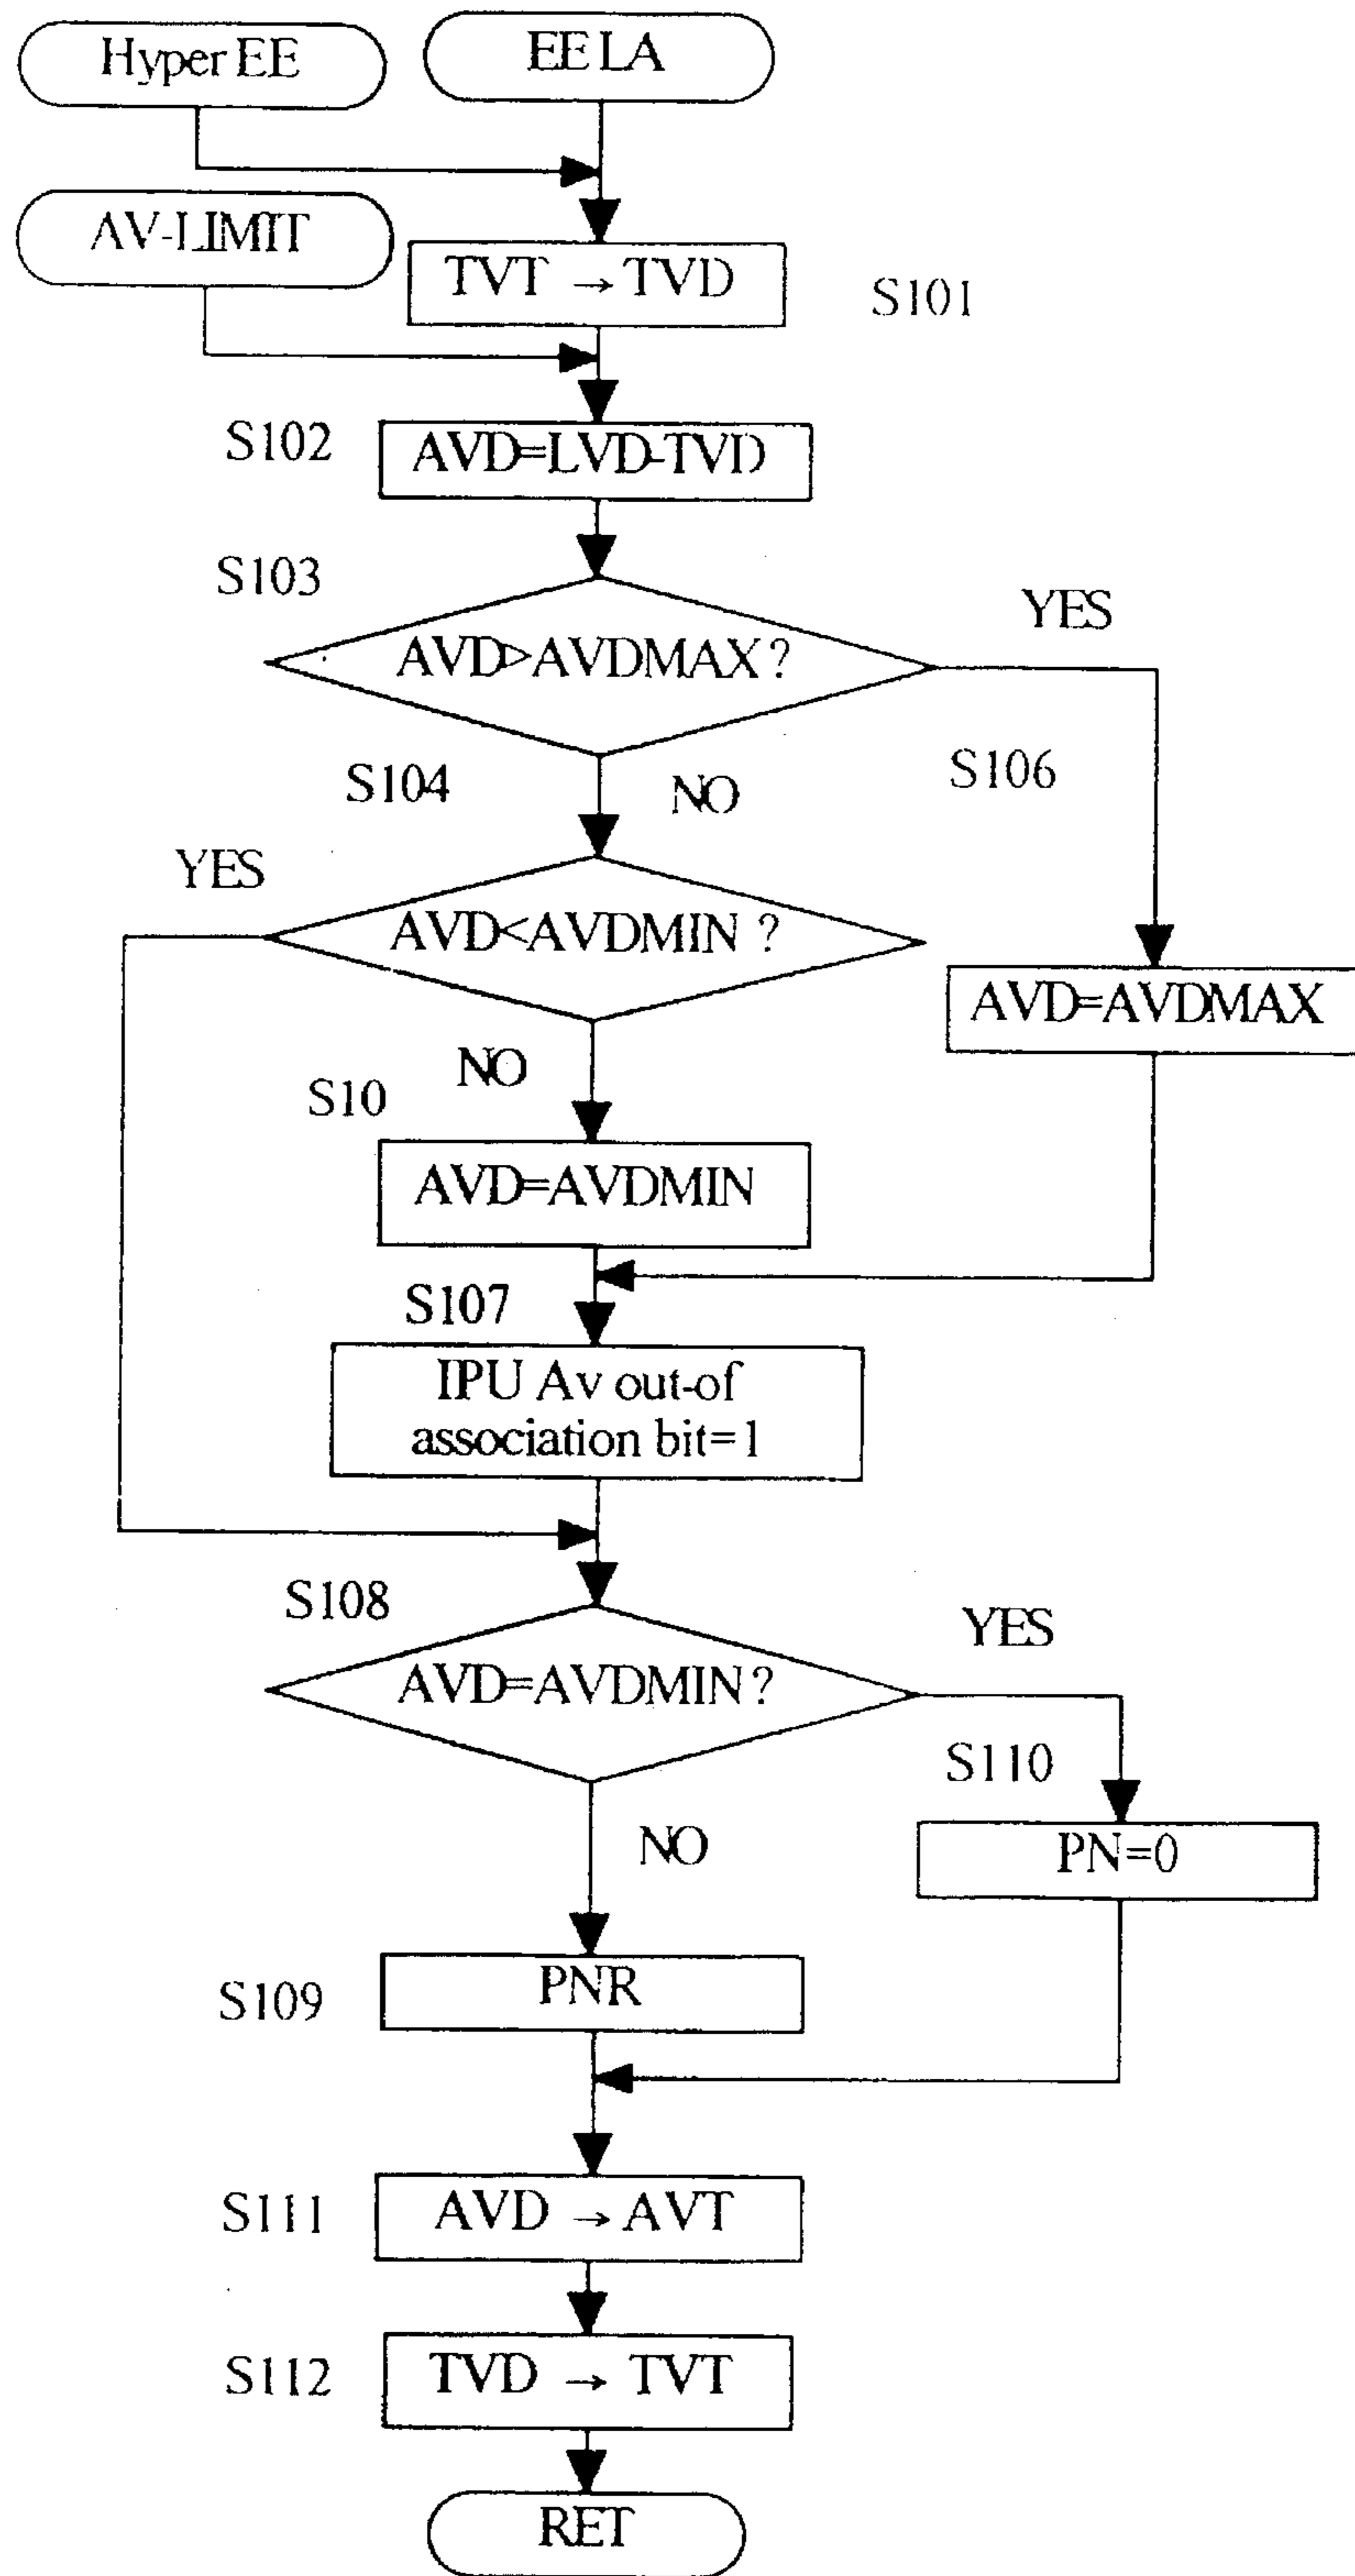 Hyper EE
EE LA
AV-LIMIT
TVT → TVD
S101
S102
AVD=LVD-TVD
S103
AVD>AVDMAX?
YES
S104
NO
S106
YES
AVD<AVDMIN ?
AVD=AVDMAX
NO
S10
AVD=AVDMIN
S107
IPU Av out-of
association bit=1
S108
YES
AVD=AVDMIN?
S110
NO
PN=0
S109
PNR
S111
AVD → AVT
S112
TVD → TVT
RET